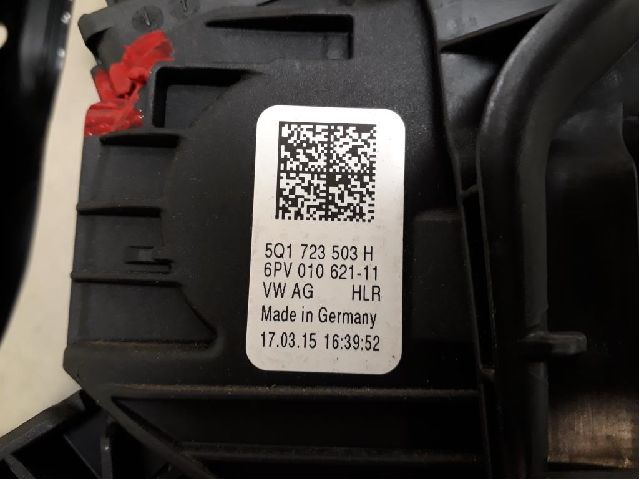 5Q1 723 503 H
6PV 010 621-11
VW AG HLR
Made in Germany
17.03.15 16:39:52